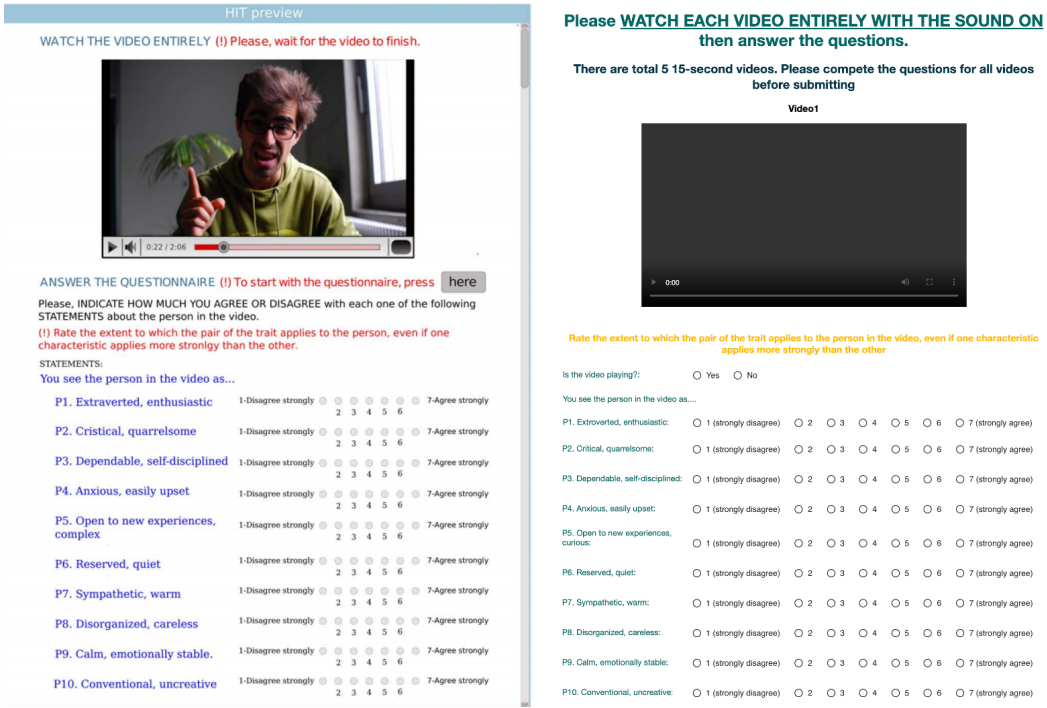 HIT preview
WATCH THE VIDEO ENTIRELY (!) Please, wait for the video to finish.
0:22 / 2:06
ANSWER THE QUESTIONNAIRE (!) To start with the questionnaire, press here
Please, INDICATE HOW MUCH YOU AGREE OR DISAGREE with each one of the following
STATEMENTS about the person in the video.
(!) Rate the extent to which the pair of the trait applies to the person, even if one
characteristic applies more stronlgy than the other.
STATEMENTS:
You see the person in the video as...
P1. Extraverted, enthusiastic 1-Disagree strongly 7-Agree strongly
2 3 4 5 6
P2. Cristical, quarrelsome 1-Disagree strongly 7-Agree strongly
2 3 4 5 6
P3. Dependable, self-disciplined 1-Disagree strongly 7-Agree strongly
2 3 4 5 6
P4. Anxious, easily upset 1-Disagree strongly 7-Agree strongly
2 3 4 5 6
P5. Open to new experiences, 1-Disagree strongly 7-Agree strongly
complex 2 3 4 5 6
P6. Reserved, quiet 1-Disagree strongly 7-Agree strongly
2 3 4 5 6
P7. Sympathetic, warm 1-Disagree strongly 7-Agree strongly
2 3 4 5 6
P8. Disorganized, careless 1-Disagree strongly 7-Agree strongly
2 3 4 5 6
P9. Calm, emotionally stable. 1-Disagree strongly 7-Agree strongly
2 3 4 5 6
P10. Conventional, uncreative 1-Disagree strongly 7-Agree strongly
2 3 4 5 6
Please WATCH EACH VIDEO ENTIRELY WITH THE SOUND ON
then answer the questions.
There are total 5 15-second videos. Please compete the questions for all videos
before submitting
Video1
0:00
Rate the extent to which the pair of the trait applies to the person in the video, even if one characteristic
applies more strongly than the other
Is the video playing?: Yes No
You see the person in the video as....
P1. Extroverted, enthusiastic: 1 (strongly disagree) 2 3 4 5 6 7 (strongly agree)
P2. Critical, quarrelsome: 1 (strongly disagree) 2 3 4 5 6 7 (strongly agree)
P3. Dependable, self-disciplined: 1 (strongly disagree) 2 3 4 5 6 7 (strongly agree)
P4. Anxious, easily upset: 1 (strongly disagree) 2 3 4 5 6 7 (strongly agree)
P5. Open to new experiences,
curious: 1 (strongly disagree) 2 3 4 5 6 7 (strongly agree)
P6. Reserved, quiet: 1 (strongly disagree) 2 3 4 5 6 7 (strongly agree)
P7. Sympathetic, warm: 1 (strongly disagree) 2 3 4 5 6 7 (strongly agree)
P8. Disorganized, careless: 1 (strongly disagree) 2 3 4 5 6 7 (strongly agree)
P9. Calm, emotionally stable: 1 (strongly disagree) 2 3 4 5 6 7 (strongly agree)
P10. Conventional, uncreative: 1 (strongly disagree) 2 3 4 5 6 7 (strongly agree)